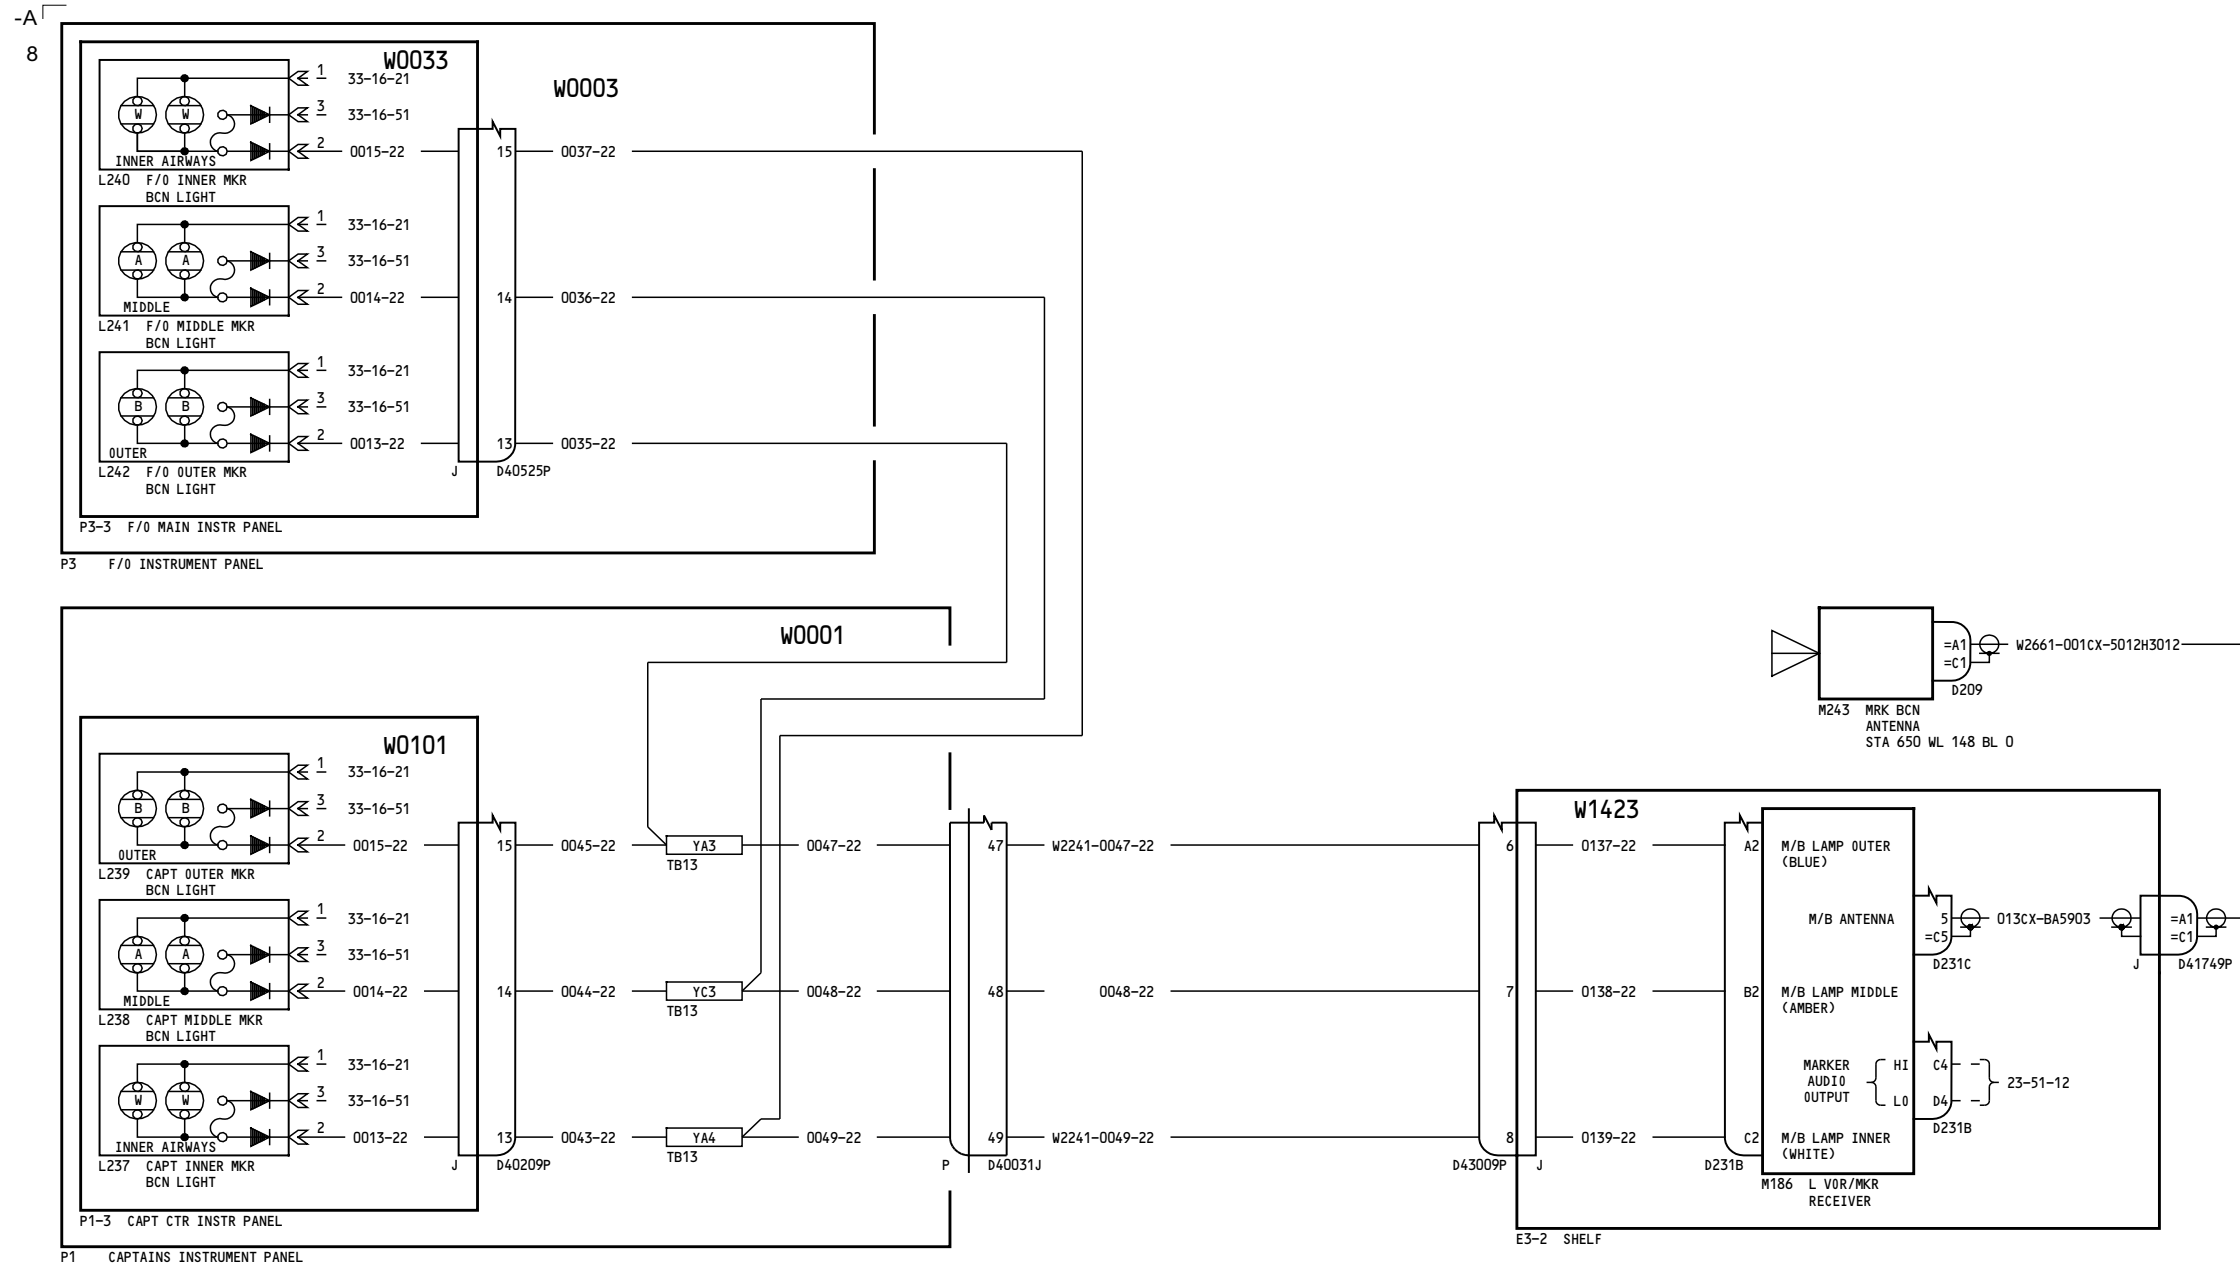 -A
8
W0033
W0003
1 33-16-21
W W
3 33-16-51
2 0015-22 15 0037-22
INNER AIRWAYS
L240 F/O INNER MKR
BCN LIGHT
1 33-16-21
A A
3 33-16-51
2 0014-22 14 0036-22
MIDDLE
L241 F/O MIDDLE MKR
BCN LIGHT
1 33-16-21
B B
3 33-16-51
2 0013-22 13 0035-22
OUTER
L242 F/O OUTER MKR
BCN LIGHT
J D40525P
P3-3 F/O MAIN INSTR PANEL
P3 F/O INSTRUMENT PANEL
W0001
W0101
1 33-16-21
B B
3 33-16-51
2 0015-22 15 0045-22 YA3 0047-22 47 W2241-0047-22 6 0137-22 A2 M/B LAMP OUTER
(BLUE)
OUTER
TB13
L239 CAPT OUTER MKR
BCN LIGHT
1 33-16-21
A A
3 33-16-51
2 0014-22 14 0044-22 YC3 0048-22 48 0048-22 7 0138-22 B2 M/B LAMP MIDDLE
(AMBER)
MIDDLE
TB13
L238 CAPT MIDDLE MKR
BCN LIGHT
1 33-16-21
W W
3 33-16-51
2 0013-22 13 0043-22 YA4 0049-22 49 W2241-0049-22 8 0139-22 C2 M/B LAMP INNER
(WHITE)
INNER AIRWAYS
TB13
L237 CAPT INNER MKR
BCN LIGHT
J D40209P
P D40031J
D43009P J
D231B
P1-3 CAPT CTR INSTR PANEL
P1 CAPTAINS INSTRUMENT PANEL
=A1 W2661-001CX-5012H3012
=C1
D209
M243 MRK BCN
ANTENNA
STA 650 WL 148 BL 0
W1423
M/B ANTENNA 5 013CX-BA5903 =A1
=C5 =C1
D231C
J D41749P
MARKER
AUDIO
OUTPUT
HI C4
LO D4
23-51-12
D231B
M186 L VOR/MKR
RECEIVER
E3-2 SHELF